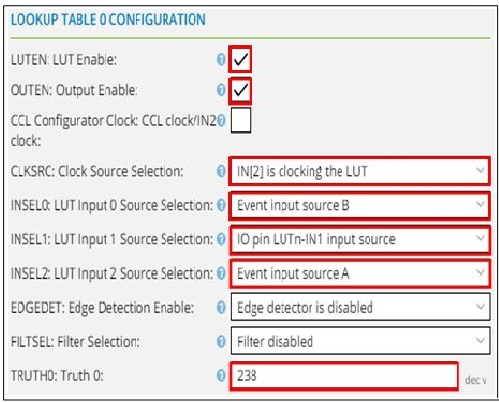 LOOKUP TABLE 0 CONFIGURATION
LUTEN: LUT Enable:
OUTEN: Output Enable:
CCL Configurator Clock: CCL clock/IN2
clock:
CLKSRC: Clock Source Selection: IN[2] is clocking the LUT
INSEL0: LUT Input 0 Source Selection: Event input source B
INSEL1: LUT Input 1 Source Selection: IO pin LUTn-IN1 input source
INSEL2: LUT Input 2 Source Selection: Event input source A
EDGEDET: Edge Detection Enable: Edge detector is disabled
FILTSEL: Filter Selection: Filter disabled
TRUTH0: Truth 0: 238 dec